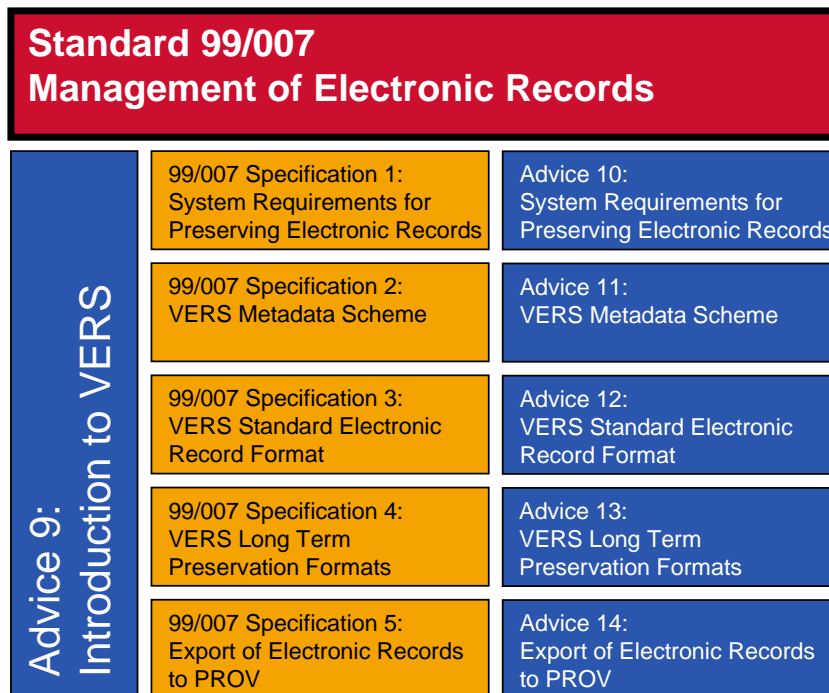 Standard 99/007
Management of Electronic Records
Advice 9:
Introduction to VERS
99/007 Specification 1:
System Requirements for
Preserving Electronic Records
Advice 10:
System Requirements for
Preserving Electronic Records
99/007 Specification 2:
VERS Metadata Scheme
Advice 11:
VERS Metadata Scheme
99/007 Specification 3:
VERS Standard Electronic
Record Format
Advice 12:
VERS Standard Electronic
Record Format
99/007 Specification 4:
VERS Long Term
Preservation Formats
Advice 13:
VERS Long Term
Preservation Formats
99/007 Specification 5:
Export of Electronic Records
to PROV
Advice 14:
Export of Electronic Records
to PROV